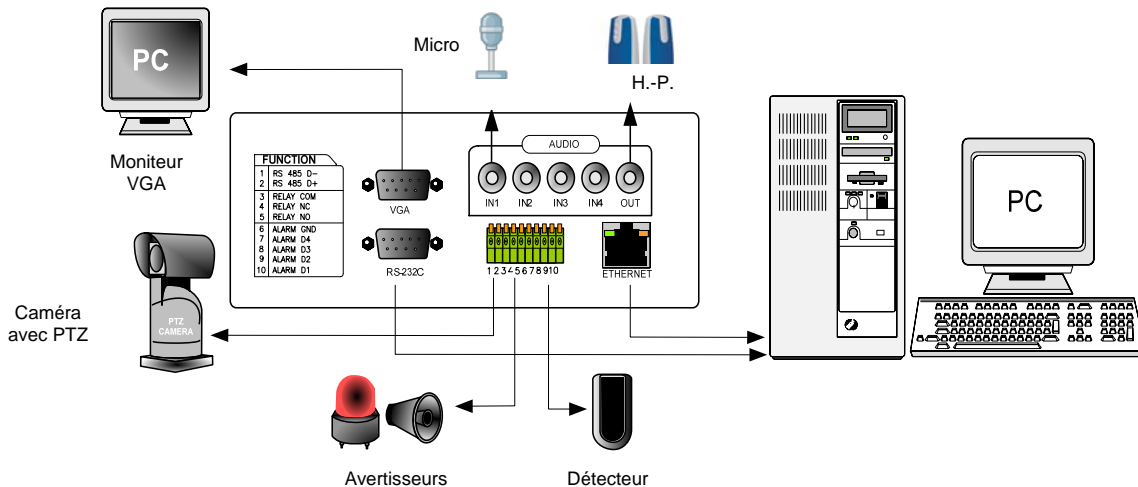 PC
Micro
H.-P.
Moniteur
VGA
AUDIO
IN1 IN2 IN3 IN4 OUT
FUNCTION
1 RS 485 D-
2 RS 485 D+
3 RELAY COM
4 RELAY NC
5 RELAY NO
6 ALARM GND
7 ALARM D4
8 ALARM D3
9 ALARM D2
10 ALARM D1
VGA
RS-232C
1 2 3 4 5 6 7 8 9 10
ETHERNET
PC
Caméra
avec PTZ
PTZ
CAMERA
Avertisseurs
Détecteur